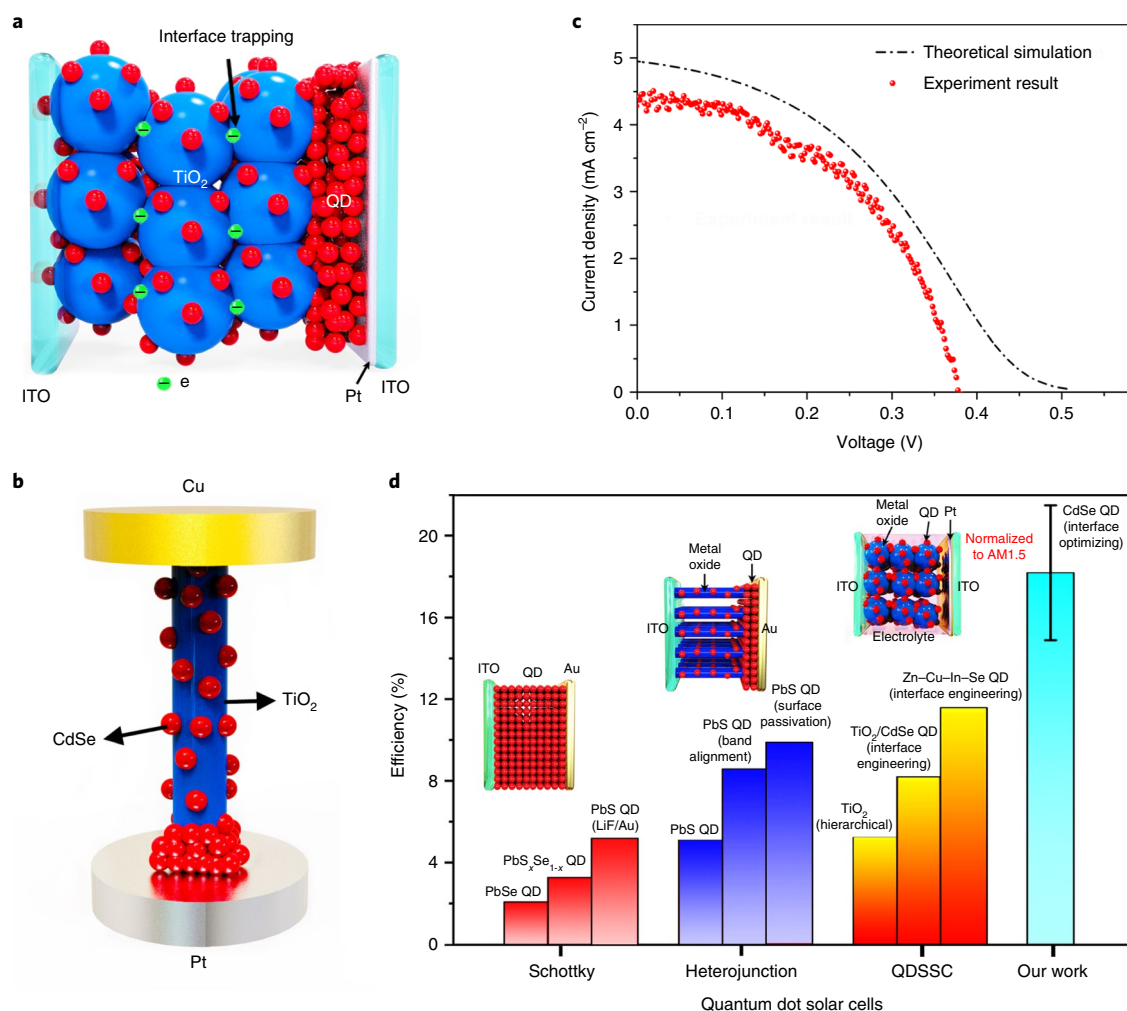 a
Interface trapping
TiO2
QD
ITO
e
Pt
ITO
b
Cu
TiO2
CdSe
Pt
c
Theoretical simulation
Experiment result
5
4
3
2
1
0
0.0 0.1 0.2 0.3 0.4 0.5
Current density (mA cm−2)
Voltage (V)
d
20
16
12
8
4
0
Efficiency (%)
ITO
QD
Au
PbSe QD
PbSxSe1-x QD
PbS QD
(LiF/Au)
Metal
oxide
QD
ITO
Au
PbS QD
PbS QD
(band
alignment)
PbS QD
(surface
passivation)
Metal
oxide
QD
Pt
ITO
ITO
Electrolyte
Normalized
to AM1.5
TiO2
(hierarchical)
TiO2/CdSe QD
(interface
engineering)
Zn–Cu–In–Se QD
(interface engineering)
CdSe QD
(interface
optimizing)
Schottky
Heterojunction
QDSSC
Our work
Quantum dot solar cells